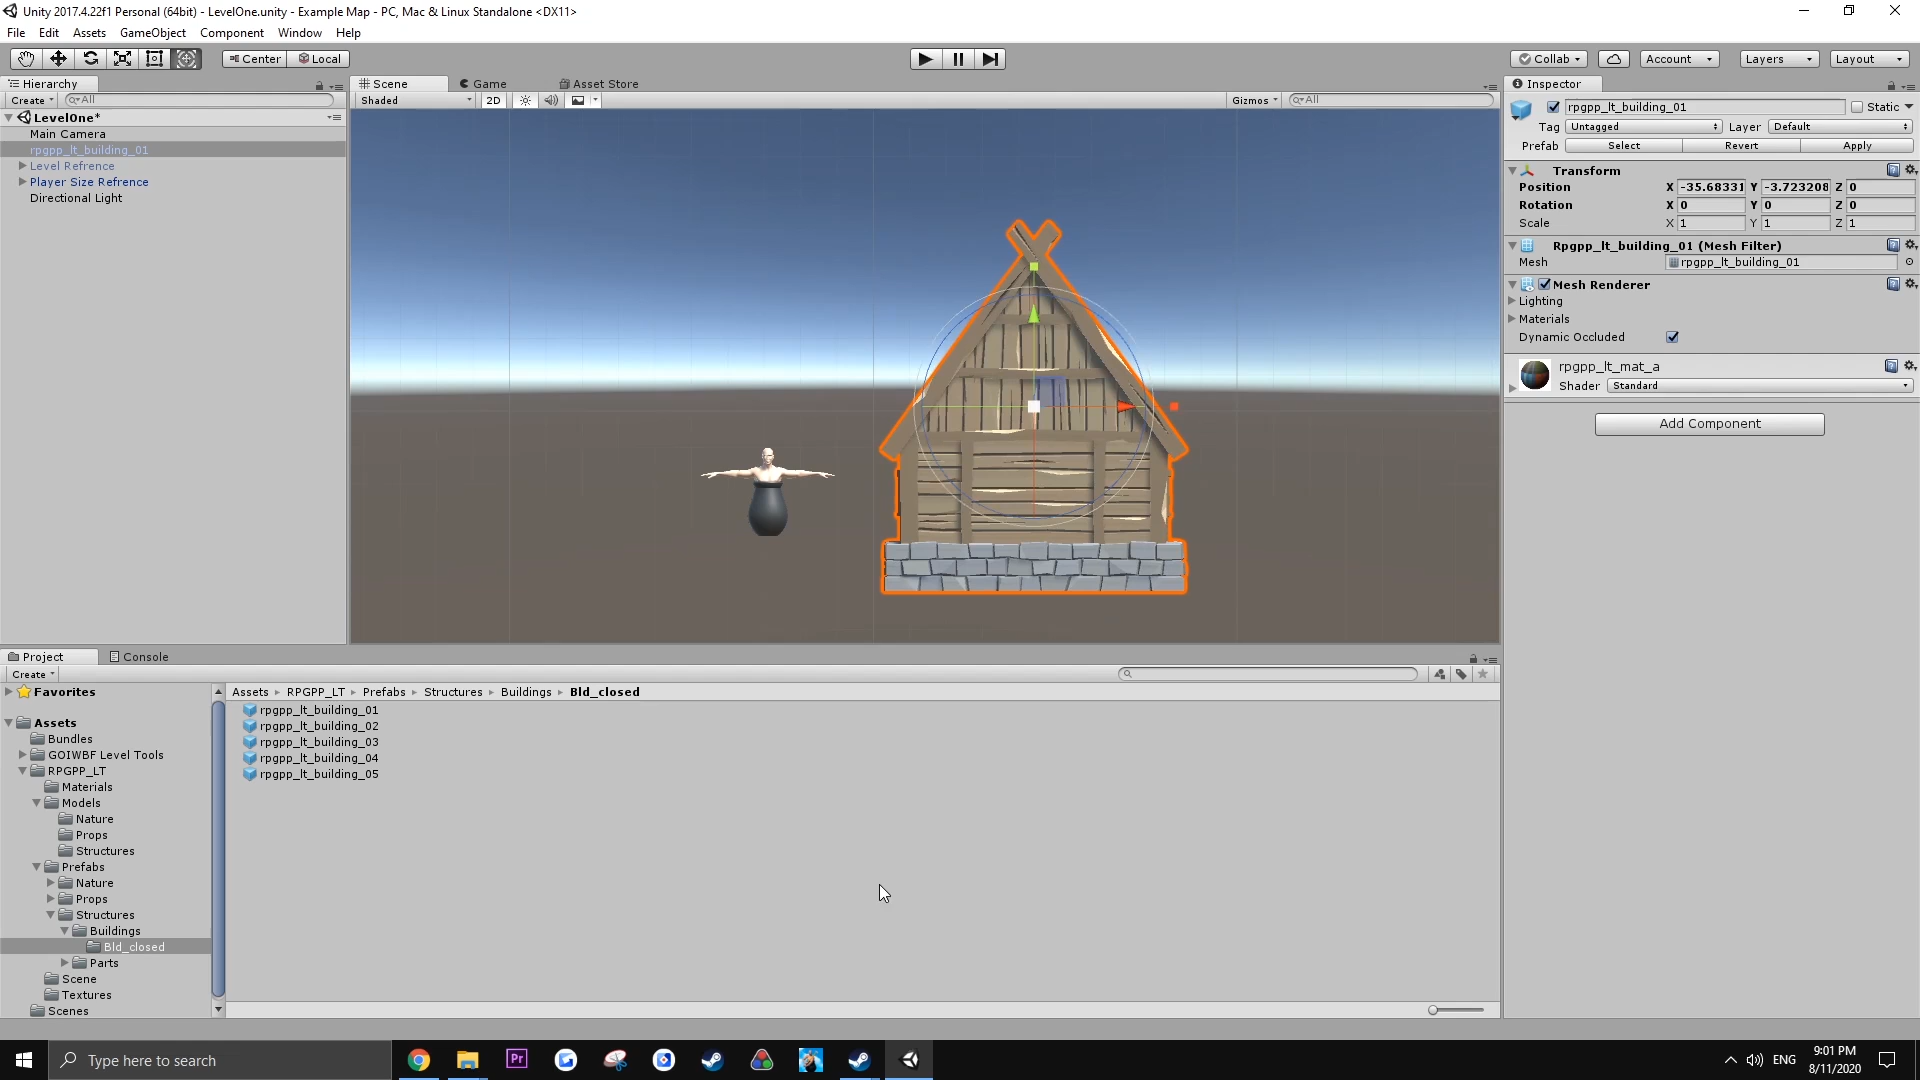 Unity 2017.4.22f1 Personal (64bit) - LevelOne.unity - Example Map - PC, Mac & Linux Standalone <DX11>
File Edit Assets GameObject Component Window Help
Center Local Collab Account Layers Layout
Hierarchy
Create All
LevelOne*
Main Camera
rpgpp_lt_building_01
Level Refrence
Player Size Refrence
Directional Light
Scene Game Asset Store
Shaded 2D Gizmos All
Inspector
rpgpp_lt_building_01 Static
Tag Untagged Layer Default
Prefab Select Revert Apply
Transform
Position X -35.68331 Y -3.723208 Z 0
Rotation X 0 Y 0 Z 0
Scale X 1 Y 1 Z 1
Rpgpp_lt_building_01 (Mesh Filter)
Mesh rpgpp_lt_building_01
Mesh Renderer
Lighting
Materials
Dynamic Occluded
rpgpp_lt_mat_a
Shader Standard
Add Component
Project Console
Create
Favorites
Assets
Bundles
GOIWBF Level Tools
RPGPP_LT
Materials
Models
Nature
Props
Structures
Prefabs
Nature
Props
Structures
Buildings
Bld_closed
Parts
Scene
Textures
Scenes
Assets RPGPP_LT Prefabs Structures Buildings Bld_closed
rpgpp_lt_building_01
rpgpp_lt_building_02
rpgpp_lt_building_03
rpgpp_lt_building_04
rpgpp_lt_building_05
Type here to search
Pr
ENG
9:01 PM
8/11/2020